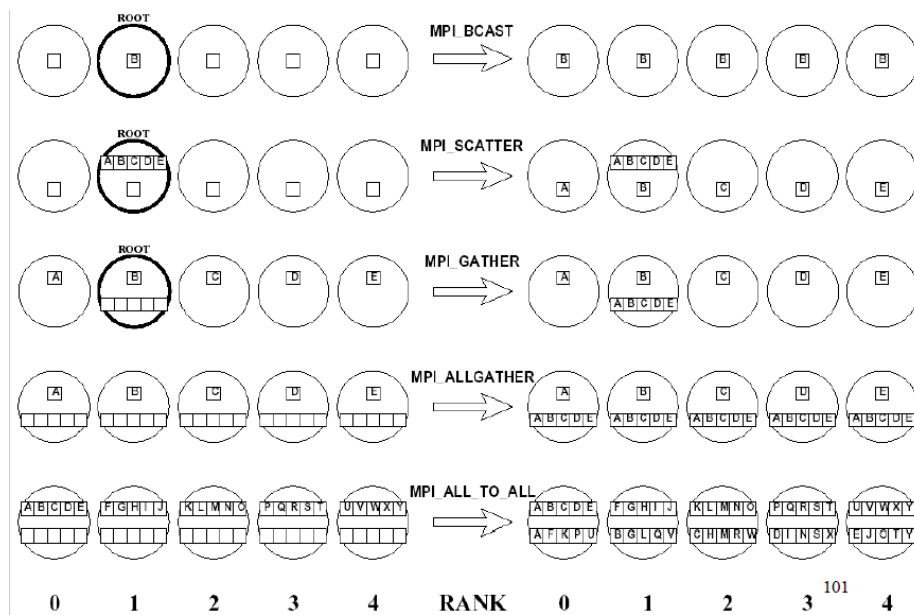 ROOT
MPI_BCAST
B B B B B B
ROOT
MPI_SCATTER
A B C D E A B C D E
A B C D E
ROOT
MPI_GATHER
A B C D E A B C D E
A B C D E
MPI_ALLGATHER
A B C D E A B C D E
A B C D E A B C D E A B C D E A B C D E A B C D E
MPI_ALL_TO_ALL
A B C D E F G H I J K L M N O P Q R S T U V W X Y A B C D E F G H I J K L M N O P Q R S T U V W X Y
A F K P U B G L Q V C H M R W D I N S X E J O T Y
101
0 1 2 3 4 RANK 0 1 2 3 4